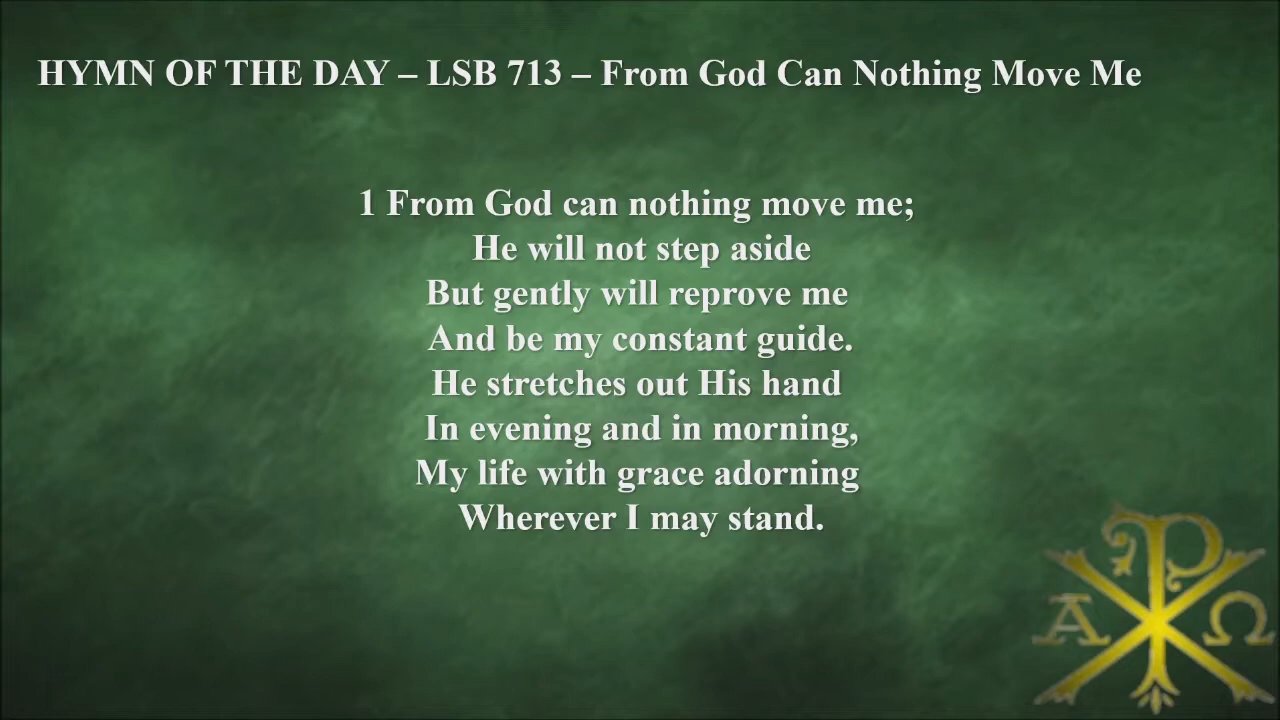 HYMN OF THE DAY – LSB 713 – From God Can Nothing Move Me
1 From God can nothing move me;
He will not step aside
But gently will reprove me
And be my constant guide.
He stretches out His hand
In evening and in morning,
My life with grace adorning
Wherever I may stand.
Α Ω